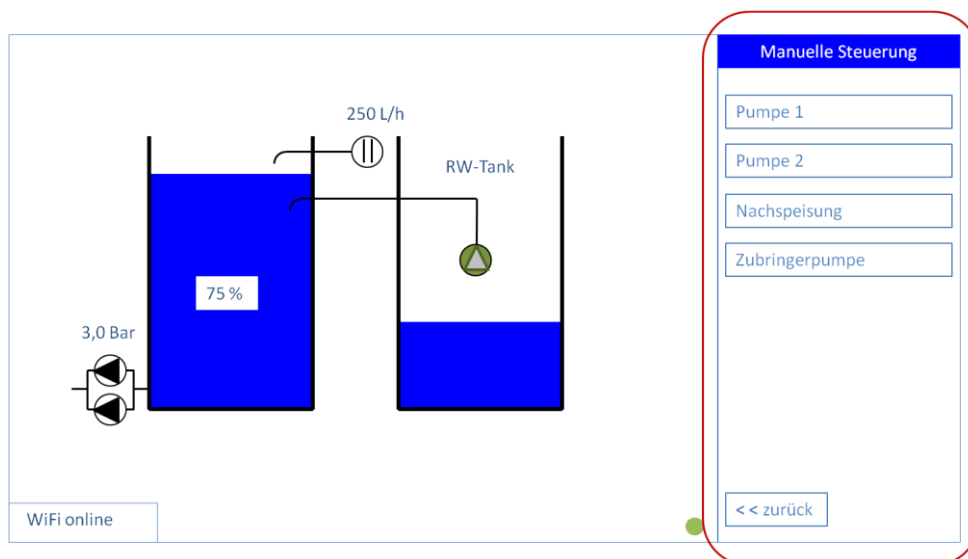 Manuelle Steuerung
250 L/h
Pumpe 1
RW-Tank
Pumpe 2
Nachspeisung
Zubringerpumpe
75 %
3,0 Bar
WiFi online
< < zurück